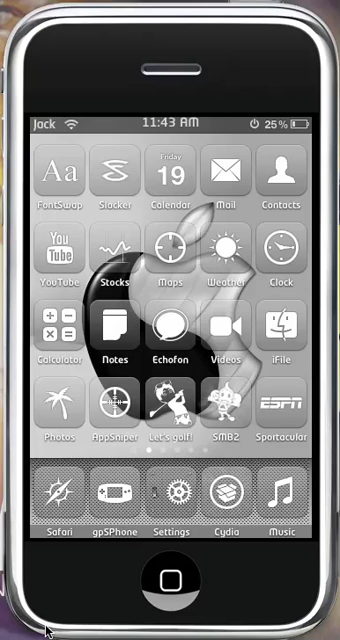 Jack 11:43 AM 25%
Aa Friday 19
FontSwap Slacker Calendar Mail Contacts
You Tube
YouTube Stocks Maps Weather Clock
Calculator Notes Echofon Videos iFile
ESPN
Photos AppSniper Let's golf! SMB2 Sportacular
Safari gpSPhone Settings Cydia Music